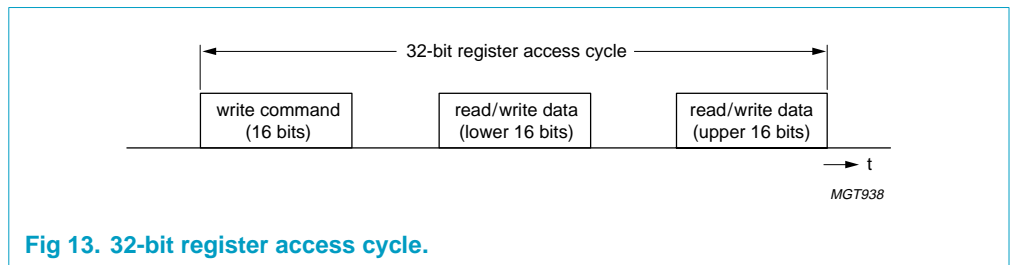 32-bit register access cycle
write command
(16 bits)
read/write data
(lower 16 bits)
read/write data
(upper 16 bits)
t
MGT938
Fig 13. 32-bit register access cycle.